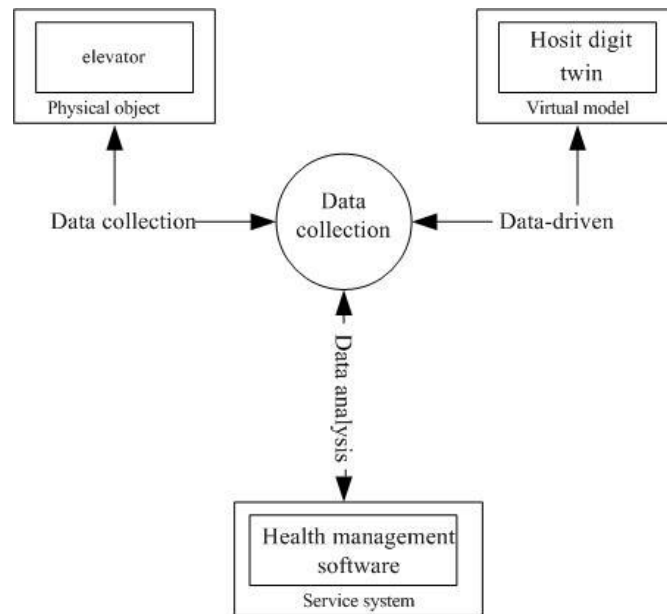 elevator
Physical object
Hosit digit
twin
Virtual model
Data collection
Data
collection
Data-driven
Data analysis
Health management
software
Service system